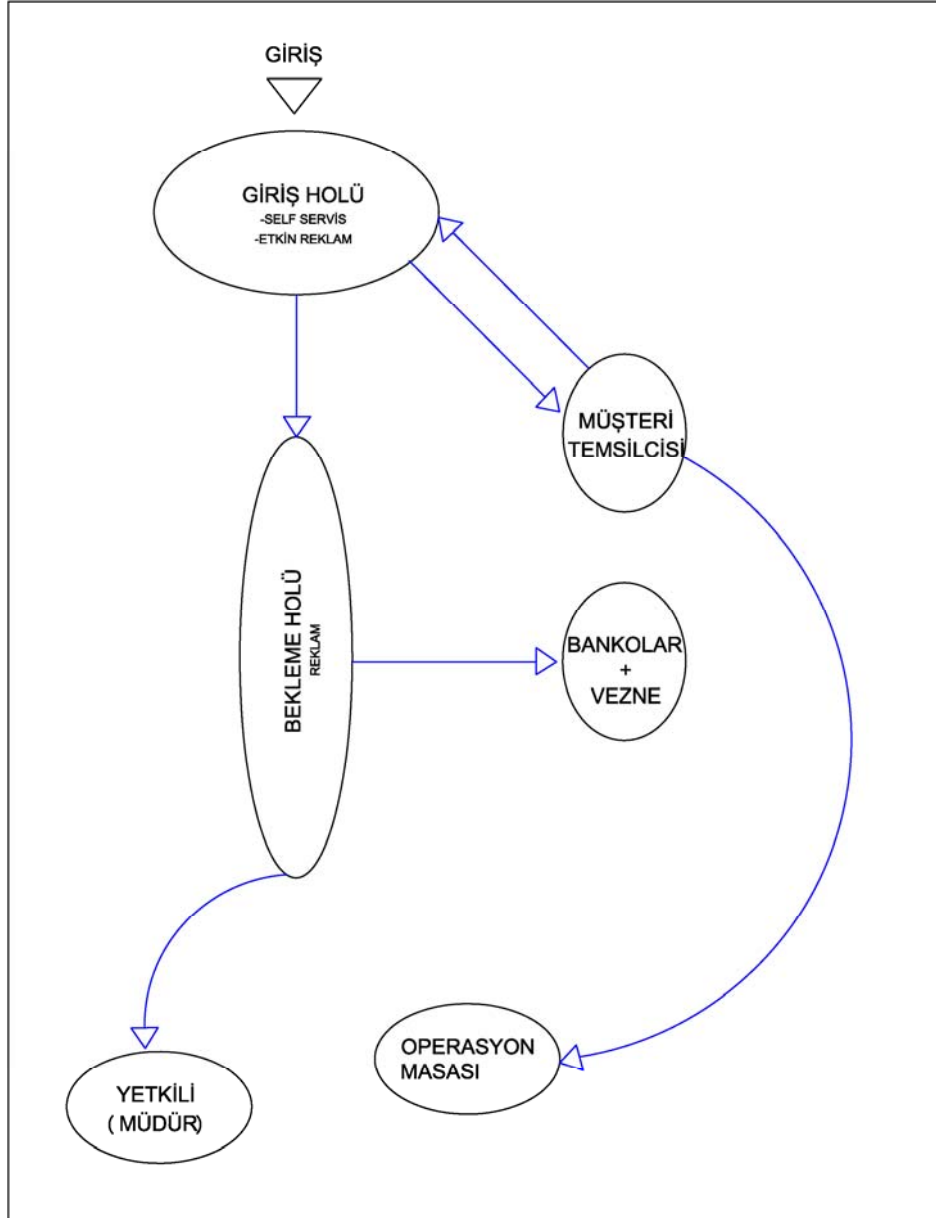 GİRİŞ
GİRİŞ HOLÜ
-SELF SERVİS
-ETKİN REKLAM
MÜŞTERİ
TEMSİLCİSİ
BEKLEME HOLÜ
REKLAM
BANKOLAR
+
VEZNE
OPERASYON
MASASI
YETKİLİ
( MÜDÜR)